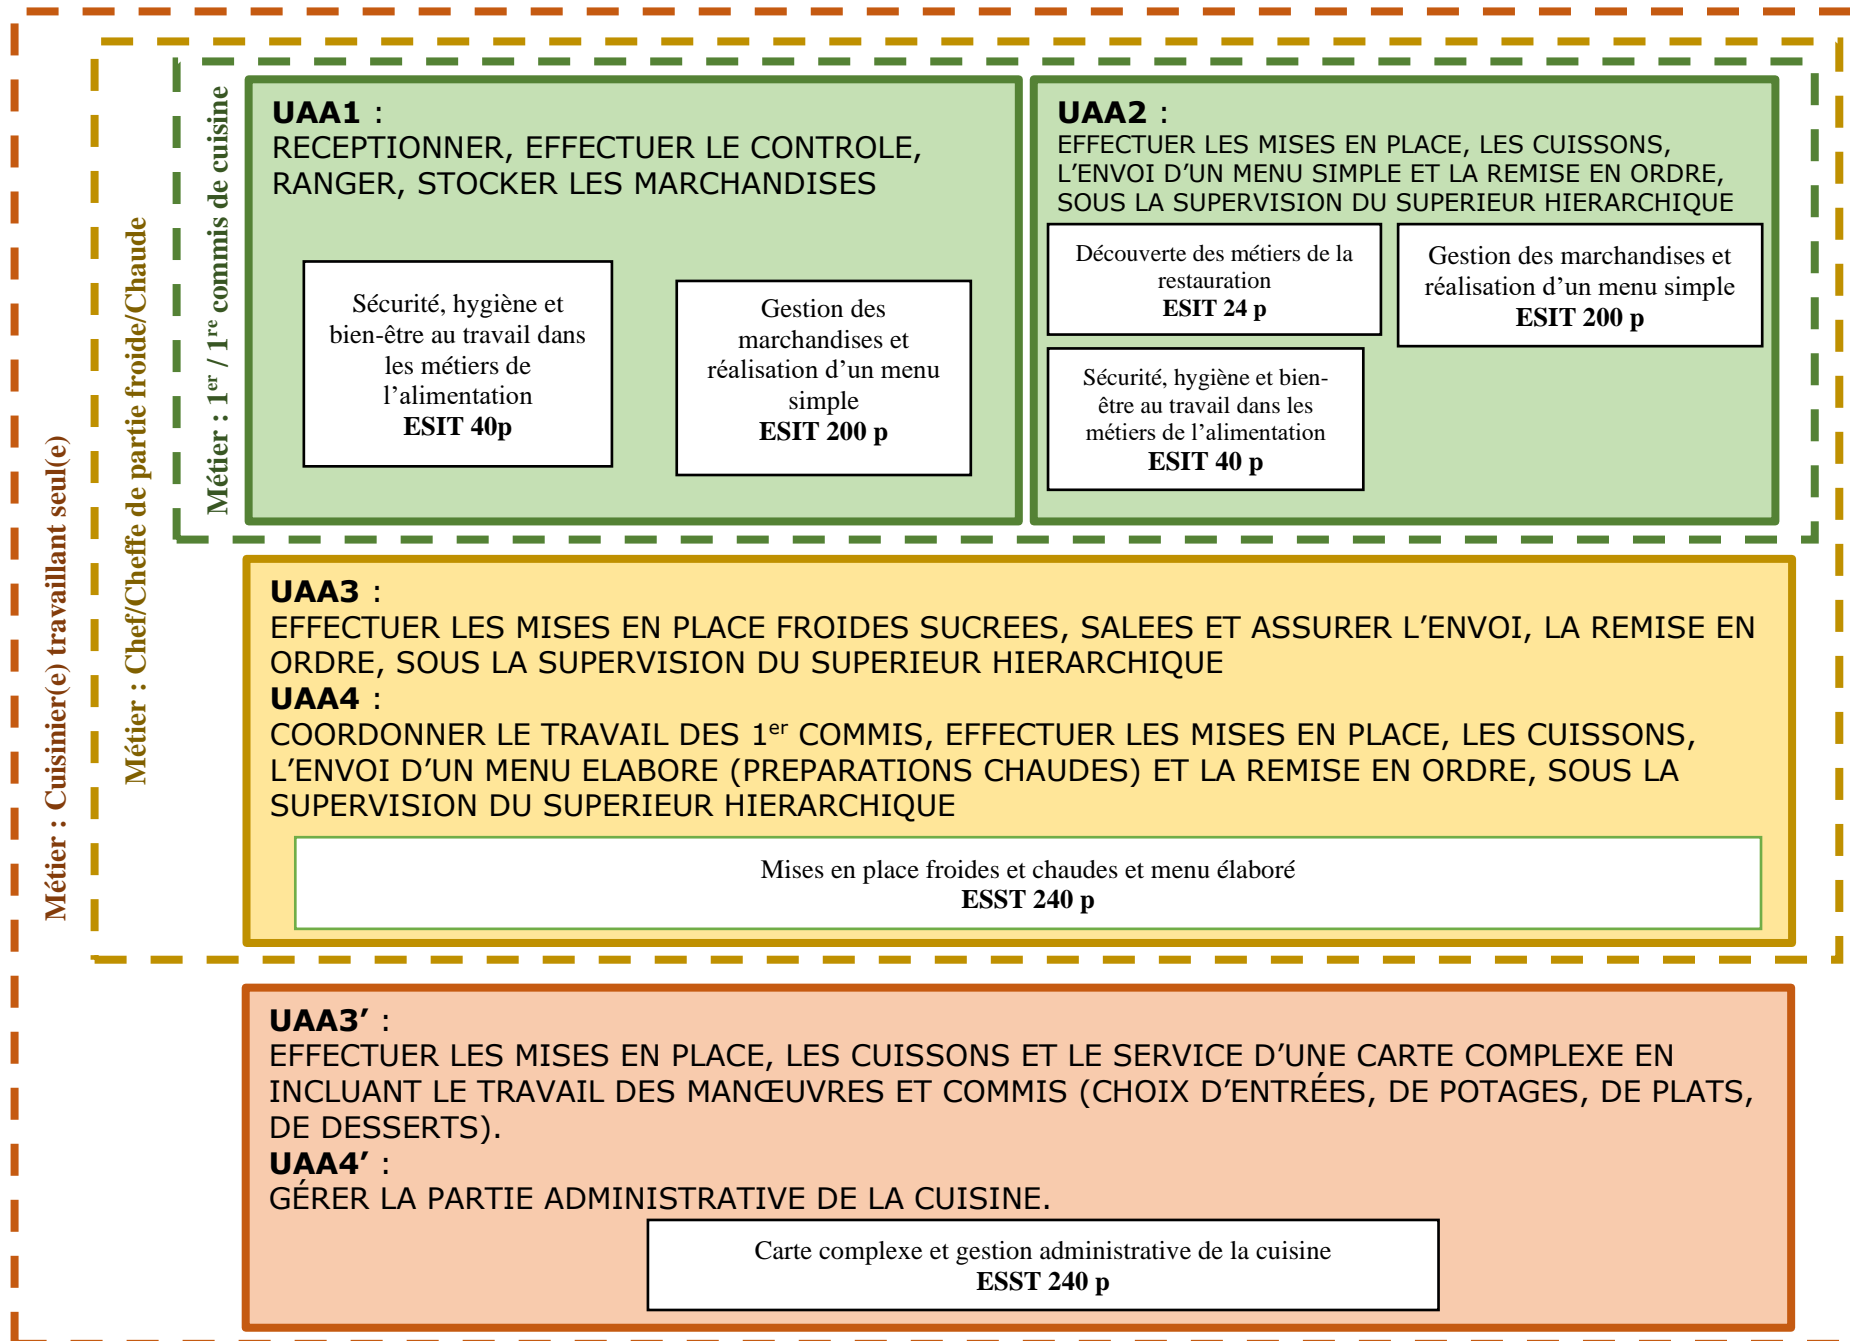 Métier : Cuisinier(e) travaillant seul(e)
Métier : Chef/Cheffe de partie froide/Chaude
Métier : 1er / 1re commis de cuisine
UAA1 :
RECEPTIONNER, EFFECTUER LE CONTROLE,
RANGER, STOCKER LES MARCHANDISES
Sécurité, hygiène et
bien-être au travail dans
les métiers de
l’alimentation
ESIT 40p
Gestion des
marchandises et
réalisation d’un menu
simple
ESIT 200 p
UAA2 :
EFFECTUER LES MISES EN PLACE, LES CUISSONS,
L’ENVOI D’UN MENU SIMPLE ET LA REMISE EN ORDRE,
SOUS LA SUPERVISION DU SUPERIEUR HIERARCHIQUE
Découverte des métiers de la
restauration
ESIT 24 p
Gestion des marchandises et
réalisation d’un menu simple
ESIT 200 p
Sécurité, hygiène et bien-
être au travail dans les
métiers de l’alimentation
ESIT 40 p
UAA3 :
EFFECTUER LES MISES EN PLACE FROIDES SUCREES, SALEES ET ASSURER L’ENVOI, LA REMISE EN
ORDRE, SOUS LA SUPERVISION DU SUPERIEUR HIERARCHIQUE
UAA4 :
COORDONNER LE TRAVAIL DES 1er COMMIS, EFFECTUER LES MISES EN PLACE, LES CUISSONS,
L’ENVOI D’UN MENU ELABORE (PREPARATIONS CHAUDES) ET LA REMISE EN ORDRE, SOUS LA
SUPERVISION DU SUPERIEUR HIERARCHIQUE
Mises en place froides et chaudes et menu élaboré
ESST 240 p
UAA3’ :
EFFECTUER LES MISES EN PLACE, LES CUISSONS ET LE SERVICE D’UNE CARTE COMPLEXE EN
INCLUANT LE TRAVAIL DES MANŒUVRES ET COMMIS (CHOIX D’ENTRÉES, DE POTAGES, DE PLATS,
DE DESSERTS).
UAA4’ :
GÉRER LA PARTIE ADMINISTRATIVE DE LA CUISINE.
Carte complexe et gestion administrative de la cuisine
ESST 240 p